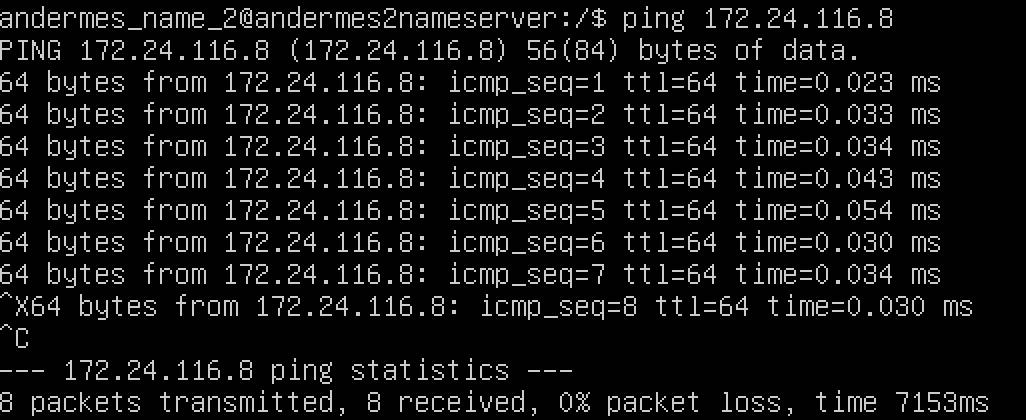 andermes_name_2@andermes2nameserver:/$ ping 172.24.116.8
PING 172.24.116.8 (172.24.116.8) 56(84) bytes of data.
64 bytes from 172.24.116.8: icmp_seq=1 ttl=64 time=0.023 ms
64 bytes from 172.24.116.8: icmp_seq=2 ttl=64 time=0.033 ms
64 bytes from 172.24.116.8: icmp_seq=3 ttl=64 time=0.034 ms
64 bytes from 172.24.116.8: icmp_seq=4 ttl=64 time=0.043 ms
64 bytes from 172.24.116.8: icmp_seq=5 ttl=64 time=0.054 ms
64 bytes from 172.24.116.8: icmp_seq=6 ttl=64 time=0.030 ms
64 bytes from 172.24.116.8: icmp_seq=7 ttl=64 time=0.034 ms
^X64 bytes from 172.24.116.8: icmp_seq=8 ttl=64 time=0.030 ms
^C
--- 172.24.116.8 ping statistics ---
8 packets transmitted, 8 received, 0% packet loss, time 7153ms